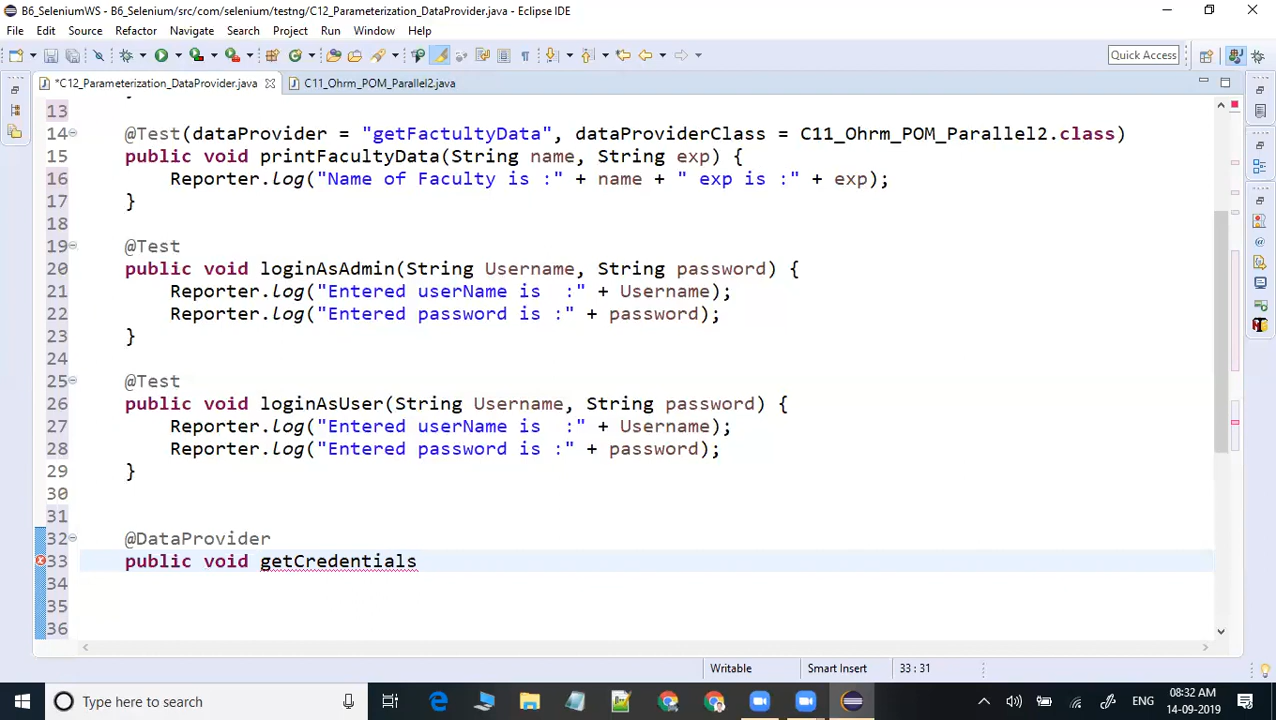 B6_SeleniumWS - B6_Selenium/src/com/selenium/testng/C12_Parameterization_DataProvider.java - Eclipse IDE
File Edit Source Refactor Navigate Search Project Run Window Help
Quick Access
*C12_Parameterization_DataProvider.java C11_Ohrm_POM_Parallel2.java
13
14 @Test(dataProvider = "getFactultyData", dataProviderClass = C11_Ohrm_POM_Parallel2.class)
15 public void printFacultyData(String name, String exp) {
16 Reporter.log("Name of Faculty is :" + name + " exp is :" + exp);
17 }
18
19 @Test
20 public void loginAsAdmin(String Username, String password) {
21 Reporter.log("Entered userName is  :" + Username);
22 Reporter.log("Entered password is :" + password);
23 }
24
25 @Test
26 public void loginAsUser(String Username, String password) {
27 Reporter.log("Entered userName is  :" + Username);
28 Reporter.log("Entered password is :" + password);
29 }
30
31
32 @DataProvider
33 public void getCredentials
34
35
36
Writable Smart Insert 33 : 31
Type here to search
ENG
08:32 AM
14-09-2019